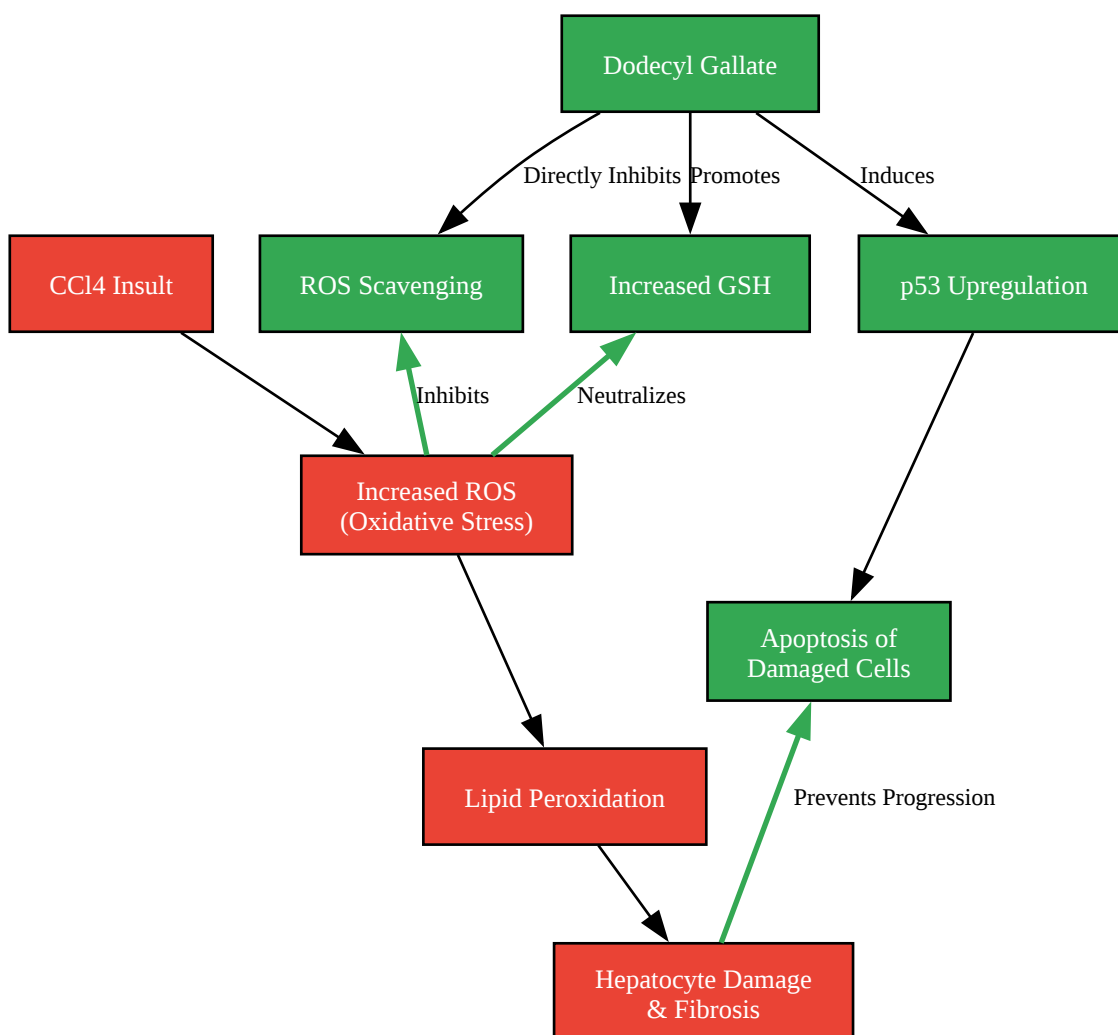 Dodecyl Gallate
Directly Inhibits
Promotes
Induces
CCl4 Insult
ROS Scavenging
Increased GSH
p53 Upregulation
Inhibits
Neutralizes
Increased ROS
(Oxidative Stress)
Apoptosis of
Damaged Cells
Lipid Peroxidation
Prevents Progression
Hepatocyte Damage
& Fibrosis